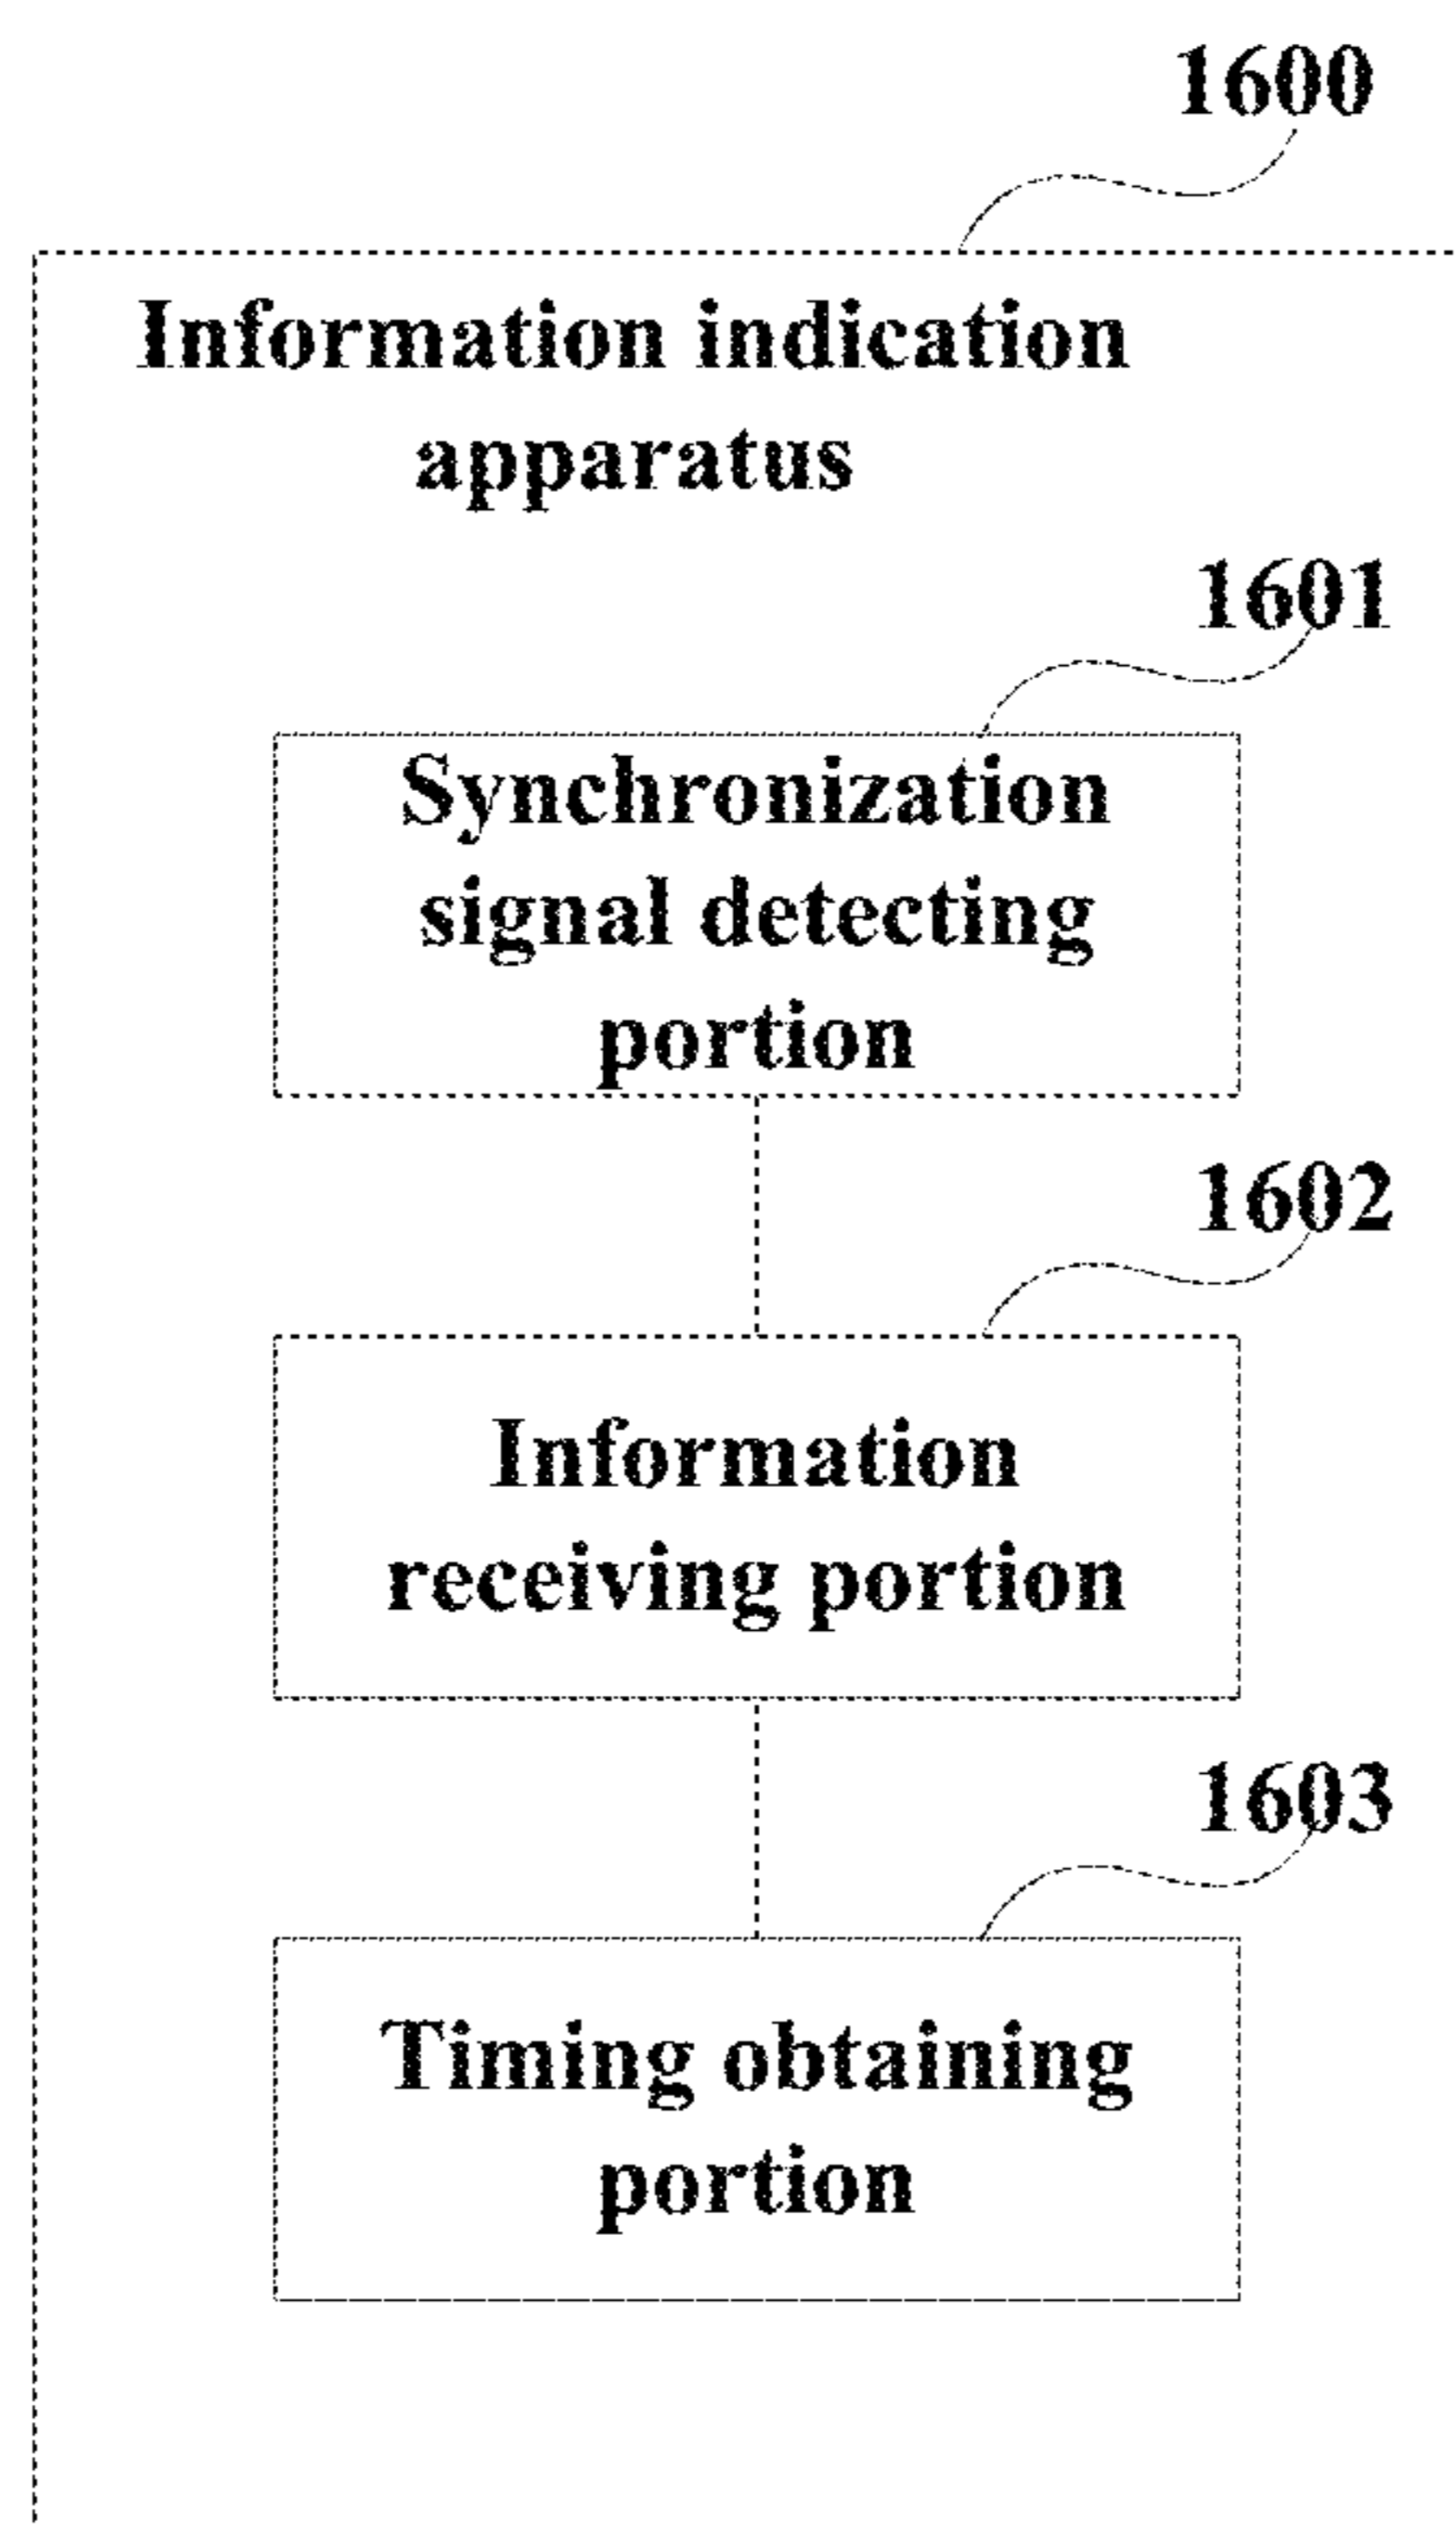 1600
Information indication
apparatus
1601
Synchronization
signal detecting
portion
1602
Information
receiving portion
1603
Timing obtaining
portion